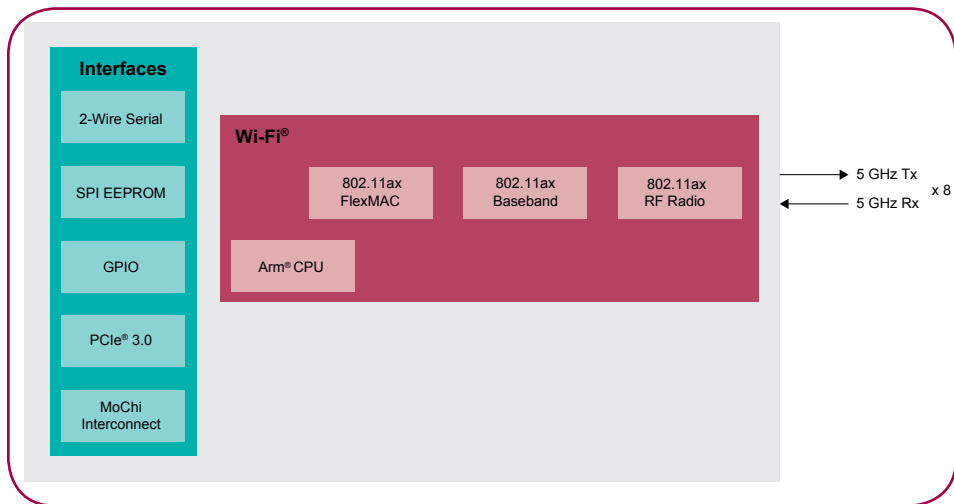 Interfaces
2-Wire Serial
SPI EEPROM
GPIO
PCIe® 3.0
MoChi
Interconnect
Wi-Fi®
802.11ax
FlexMAC
802.11ax
Baseband
802.11ax
RF Radio
Arm® CPU
5 GHz Tx
x 8
5 GHz Rx